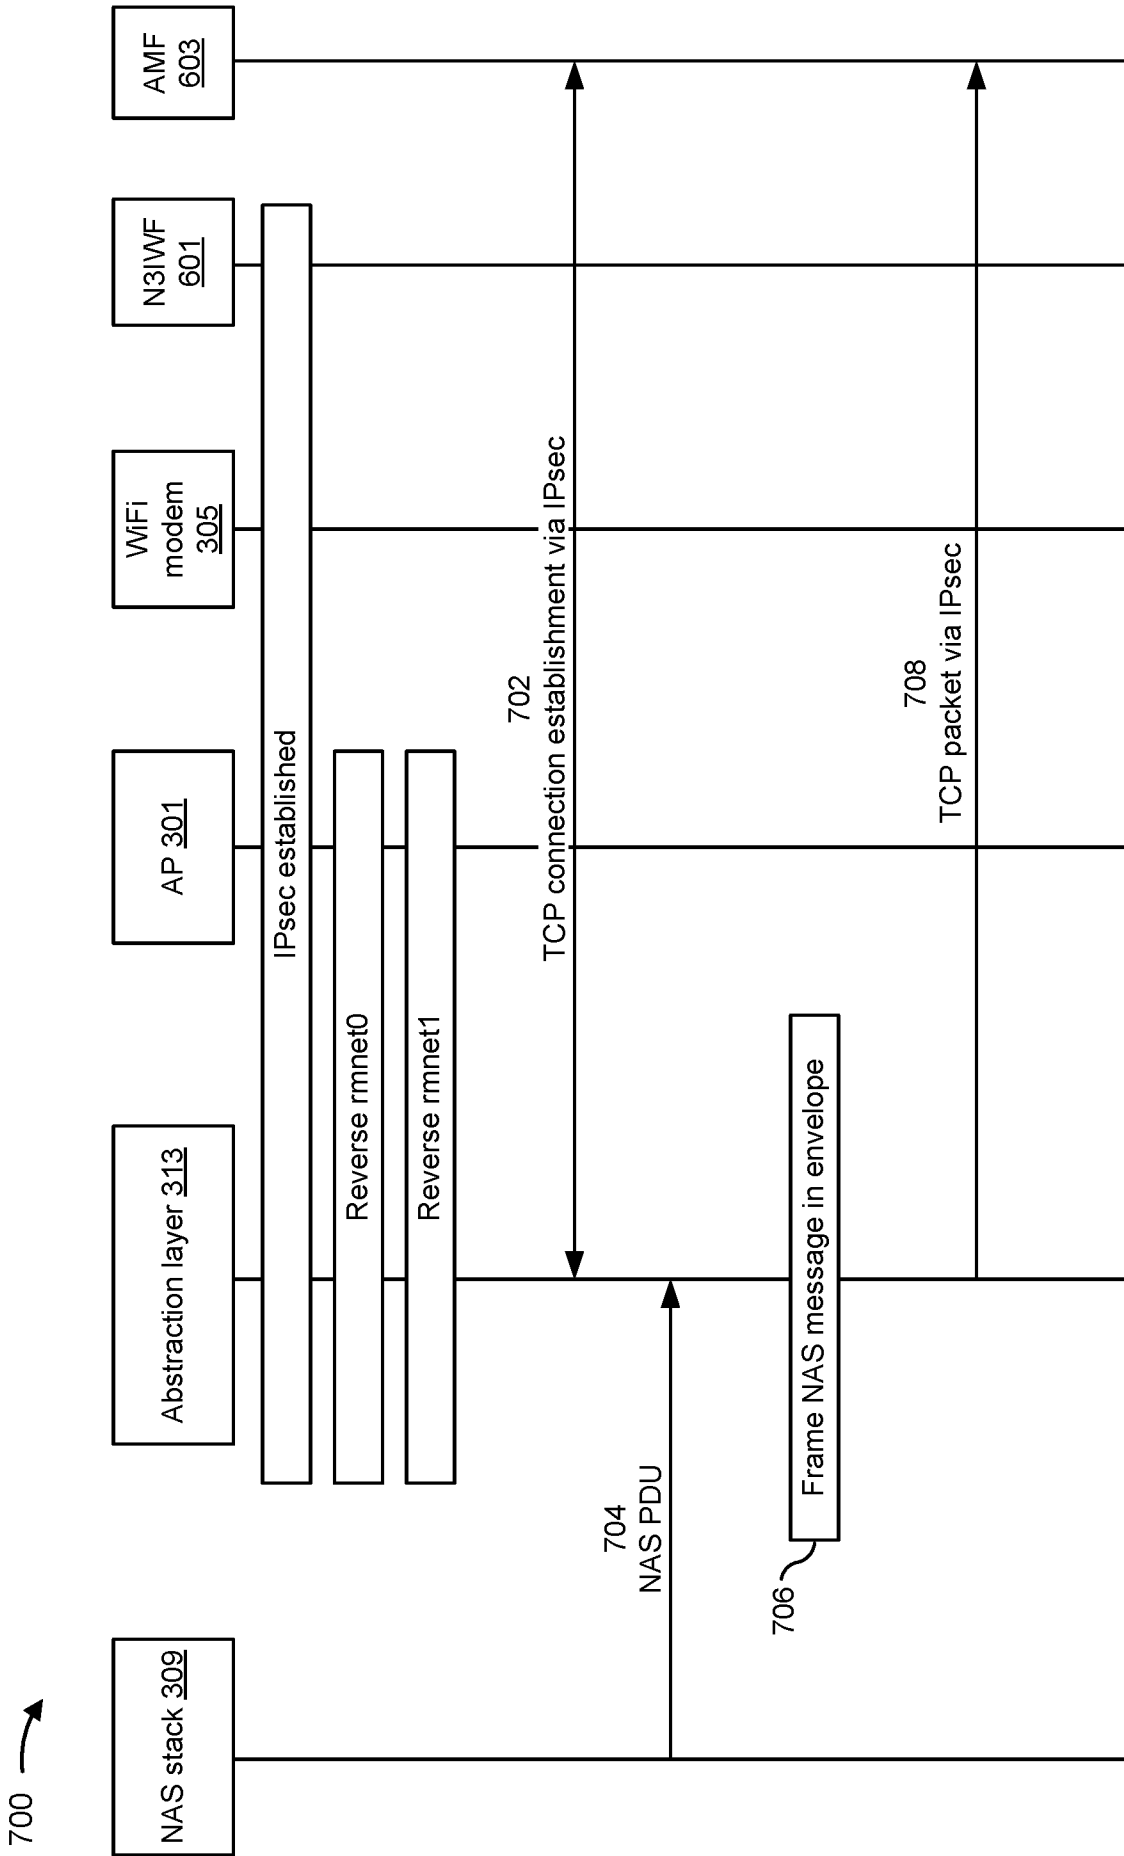 700
NAS stack 309
Abstraction layer 313
AP 301
WiFi
modem
305
N3IWF
601
AMF
603
IPsec established
Reverse rmnet0
Reverse rmnet1
702
TCP connection establishment via IPsec
704
NAS PDU
706
Frame NAS message in envelope
708
TCP packet via IPsec